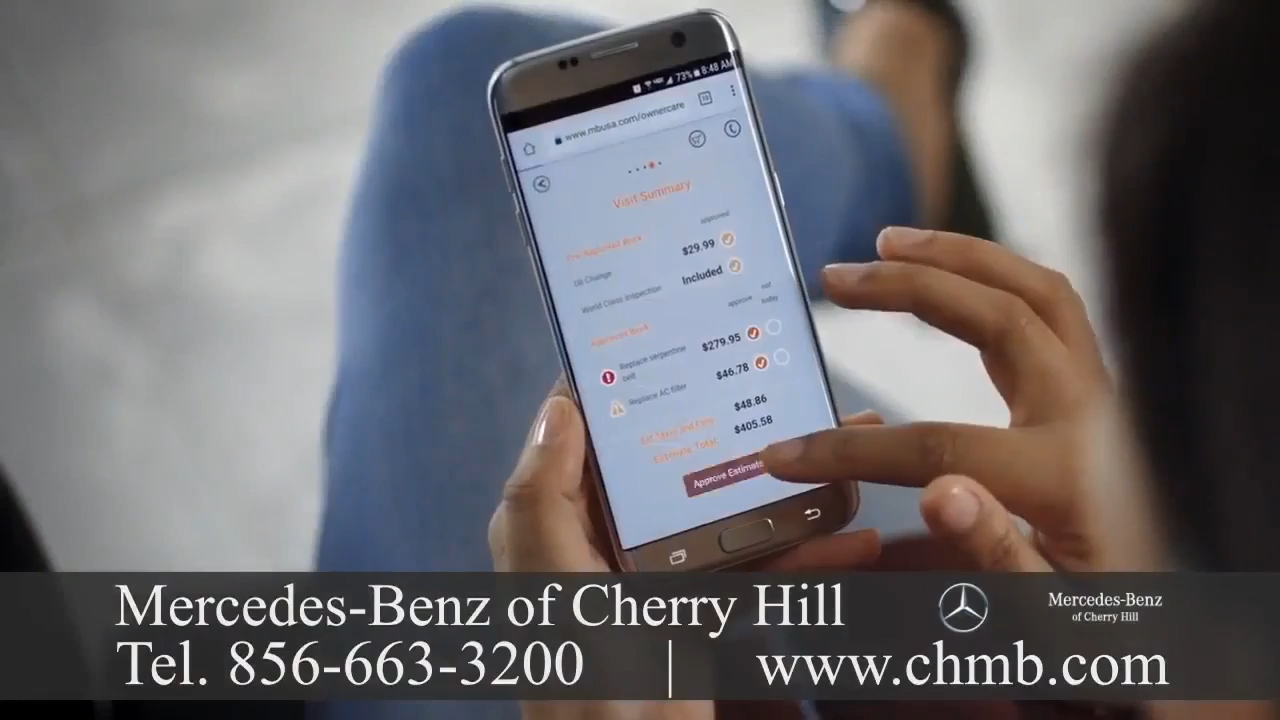 73% 8:48 AM
www.mbusa.com/ownercare
Visit Summary
approved
Pre-Approved Work
Oil Change $29.99
World Class Inspection Included
approve not today
Replace serpentine belt $279.95
Replace AC filter $46.78
Est Taxes and Fees $48.86
Estimate Total: $405.58
Approve Estimate
Mercedes-Benz of Cherry Hill
Mercedes-Benz
of Cherry Hill
Tel. 856-663-3200 | www.chmb.com